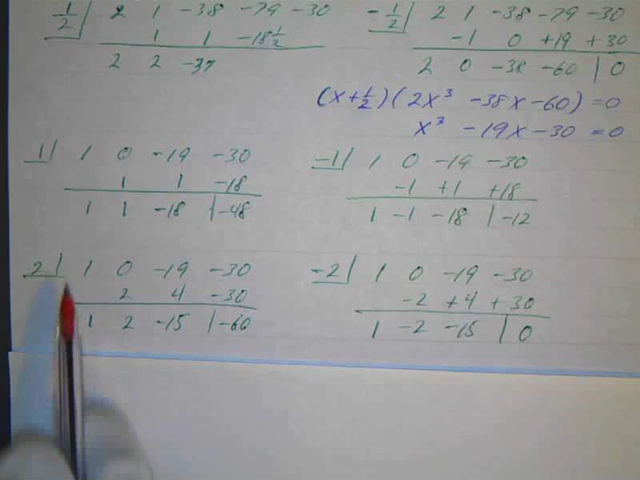 1/2| 2 1 -38 -79 -30
1 1 -18 1/2
2 2 -37
-1/2| 2 1 -38 -79 -30
-1 0 +19 +30
2 0 -38 -60 | 0
(x+1/2)(2x³ -38x-60)=0
x³ -19x-30=0
1| 1 0 -19 -30
1 1 -18
1 1 -18 |-48
-1| 1 0 -19 -30
-1 +1 +18
1 -1 -18 |-12
2| 1 0 -19 -30
2 4 -30
1 2 -15 |-60
-2| 1 0 -19 -30
-2 +4 +30
1 -2 -15 | 0